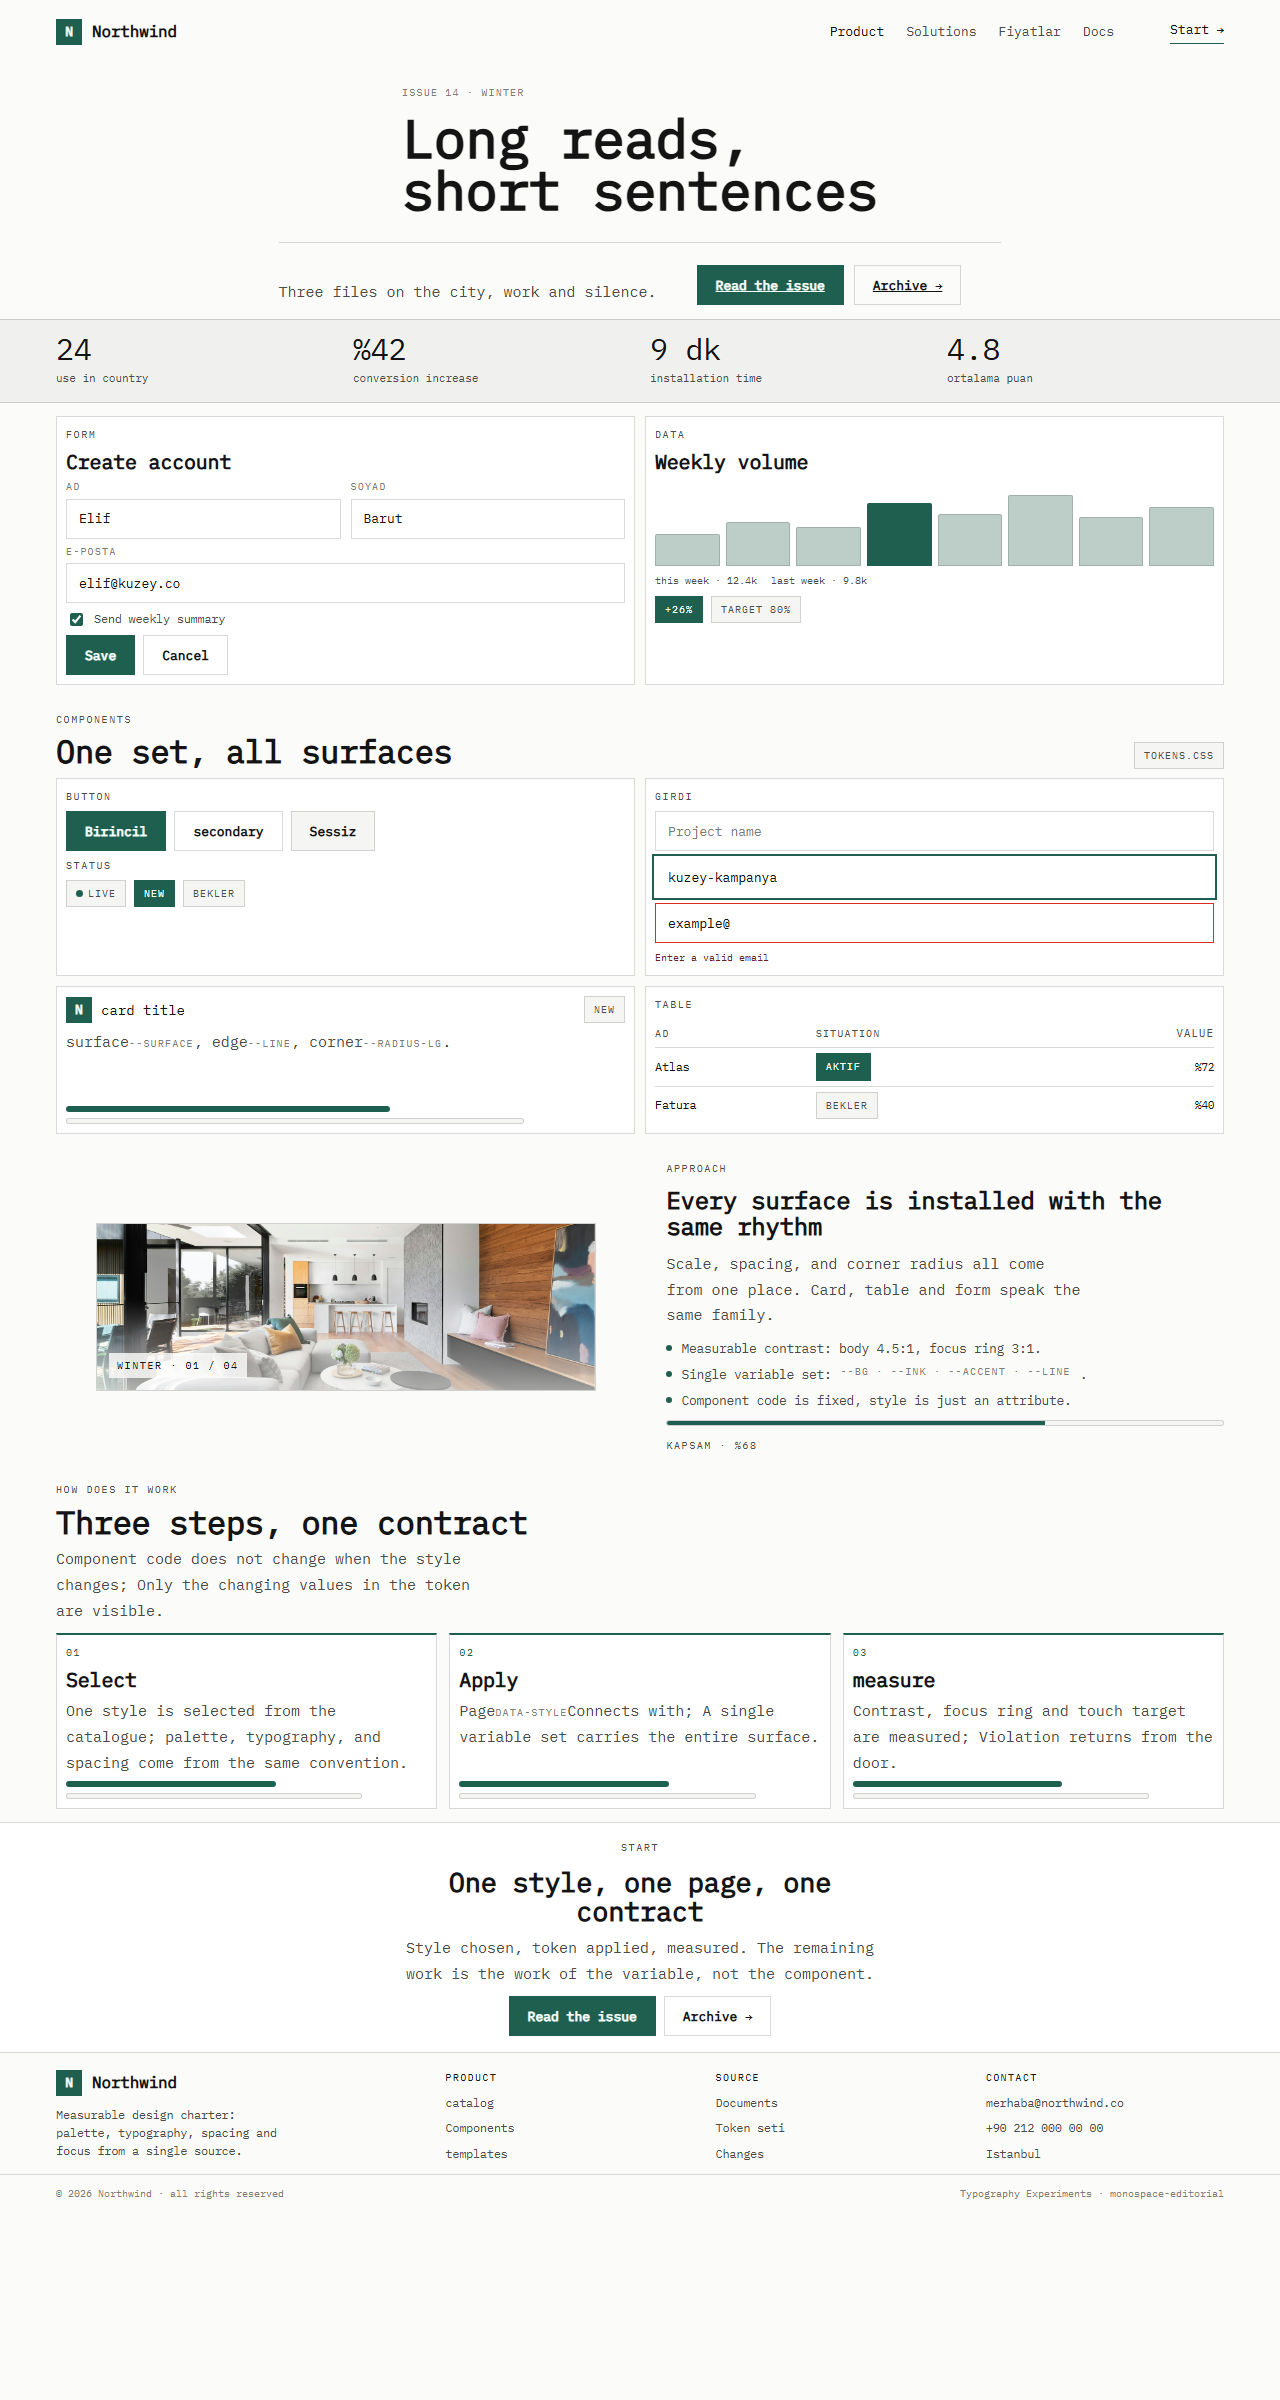 N Northwind
Product Solutions Fiyatlar Docs Start →
ISSUE 14 · WINTER
Long reads,
short sentences
Three files on the city, work and silence.
Read the issue Archive →
24 %42 9 dk 4.8
use in country conversion increase installation time ortalama puan
FORM
Create account
AD SOYAD
Elif Barut
E-POSTA
elif@kuzey.co
Send weekly summary
Save Cancel
DATA
Weekly volume
this week · 12.4k last week · 9.8k
+26% TARGET 80%
COMPONENTS
One set, all surfaces
TOKENS.CSS
BUTTON
Birincil secondary Sessiz
STATUS
LIVE NEW BEKLER
GIRDI
Project name
kuzey-kampanya
example@
Enter a valid email
N card title NEW
surface--SURFACE, edge--LINE, corner--RADIUS-LG.
TABLE
AD SITUATION VALUE
Atlas AKTIF %72
Fatura BEKLER %40
WINTER · 01 / 04
APPROACH
Every surface is installed with the
same rhythm
Scale, spacing, and corner radius all come
from one place. Card, table and form speak the
same family.
Measurable contrast: body 4.5:1, focus ring 3:1.
Single variable set: --BG · --INK · --ACCENT · --LINE .
Component code is fixed, style is just an attribute.
KAPSAM · %68
HOW DOES IT WORK
Three steps, one contract
Component code does not change when the style
changes; Only the changing values in the token
are visible.
01
Select
One style is selected from the
catalogue; palette, typography, and
spacing come from the same convention.
02
Apply
PageDATA-STYLEConnects with; A single
variable set carries the entire surface.
03
measure
Contrast, focus ring and touch target
are measured; Violation returns from the
door.
START
One style, one page, one
contract
Style chosen, token applied, measured. The remaining
work is the work of the variable, not the component.
Read the issue Archive →
N Northwind
Measurable design charter:
palette, typography, spacing and
focus from a single source.
PRODUCT
catalog
Components
templates
SOURCE
Documents
Token seti
Changes
CONTACT
merhaba@northwind.co
+90 212 000 00 00
Istanbul
© 2026 Northwind · all rights reserved
Typography Experiments · monospace-editorial